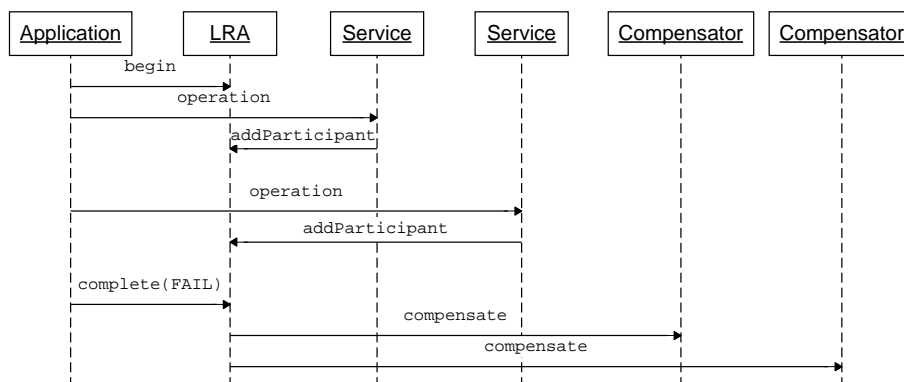 Application LRA Service Service Compensator Compensator
begin
operation
addParticipant
operation
addParticipant
complete(FAIL)
compensate
compensate